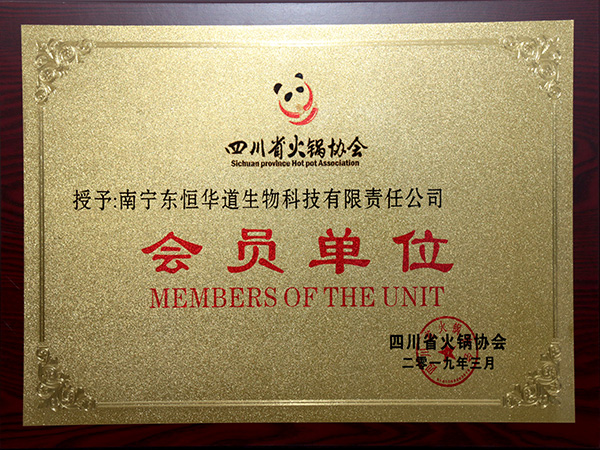 四川省火锅协会
Sichuan province Hot pot Association
授予:南宁东恒华道生物科技有限责任公司
会员单位
MEMBERS OF THE UNIT
四川省火锅协会
二零一九年三月